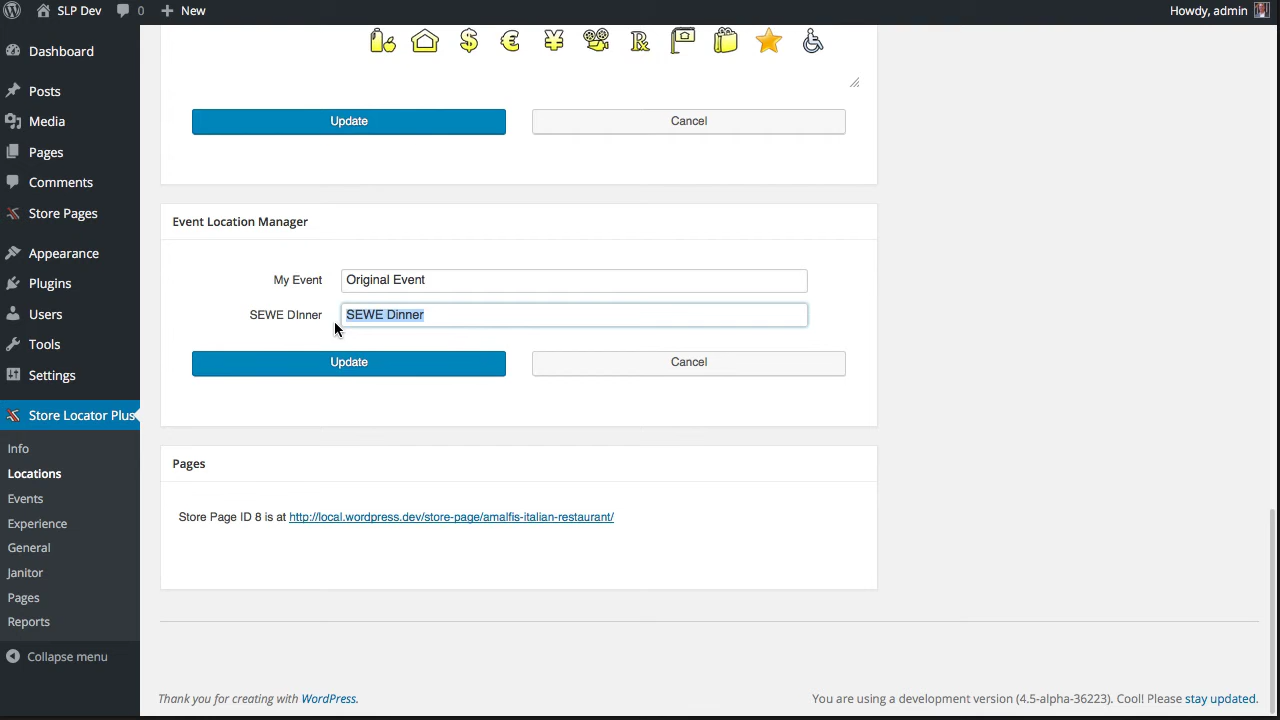 SLP Dev 0 + New Howdy, admin
Dashboard
Posts
Media
Pages
Comments
Store Pages
Appearance
Plugins
Users
Tools
Settings
Store Locator Plus
Info
Locations
Events
Experience
General
Janitor
Pages
Reports
Collapse menu
Update Cancel
Event Location Manager
My Event Original Event
SEWE DInner SEWE Dinner
Update Cancel
Pages
Store Page ID 8 is at http://local.wordpress.dev/store-page/amalfis-italian-restaurant/
Thank you for creating with WordPress. You are using a development version (4.5-alpha-36223). Cool! Please stay updated.